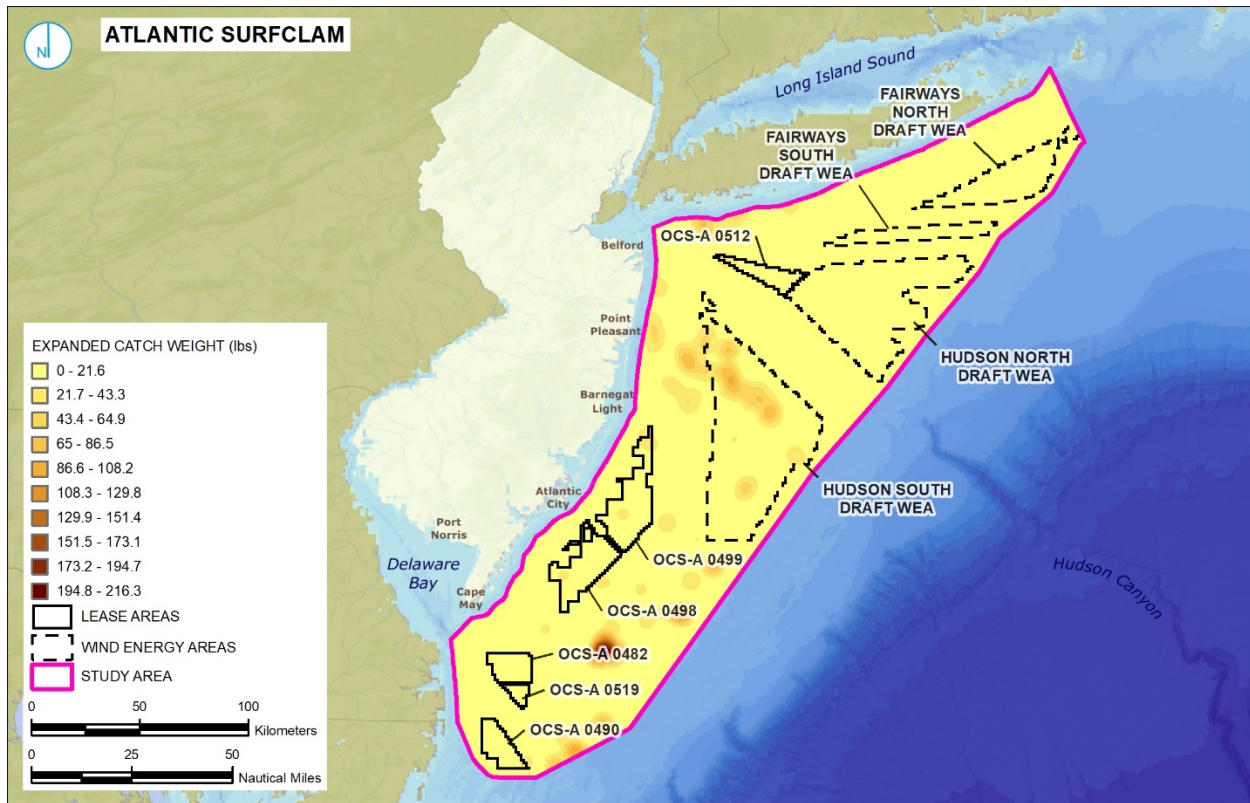 N
ATLANTIC SURFCLAM
Long Island Sound
FAIRWAYS
NORTH
DRAFT WEA
FAIRWAYS
SOUTH
DRAFT WEA
OCS-A 0512
Belford
Point
Pleasant
HUDSON NORTH
DRAFT WEA
Barnegat
Light
HUDSON SOUTH
DRAFT WEA
Atlantic
City
Port
Norris
OCS-A 0499
Delaware
Bay
Cape
May
OCS-A 0498
Hudson Canyon
OCS-A 0482
OCS-A 0519
OCS-A 0490
EXPANDED CATCH WEIGHT (lbs)
0 - 21.6
21.7 - 43.3
43.4 - 64.9
65 - 86.5
86.6 - 108.2
108.3 - 129.8
129.9 - 151.4
151.5 - 173.1
173.2 - 194.7
194.8 - 216.3
LEASE AREAS
WIND ENERGY AREAS
STUDY AREA
0 50 100
Kilometers
0 25 50
Nautical Miles